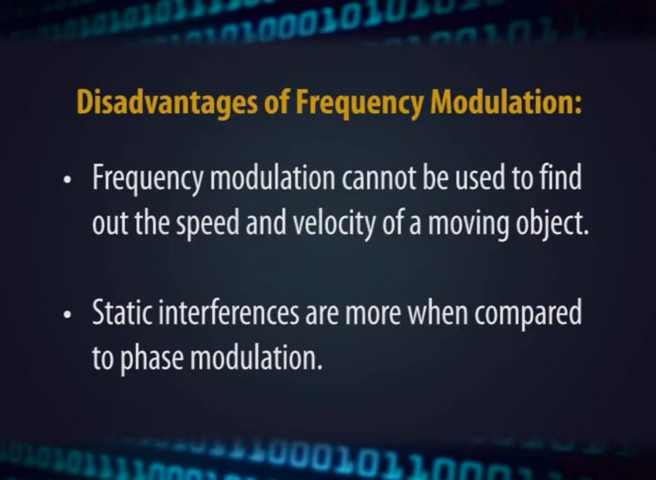 Disadvantages of Frequency Modulation:
• Frequency modulation cannot be used to find
out the speed and velocity of a moving object.
• Static interferences are more when compared
to phase modulation.